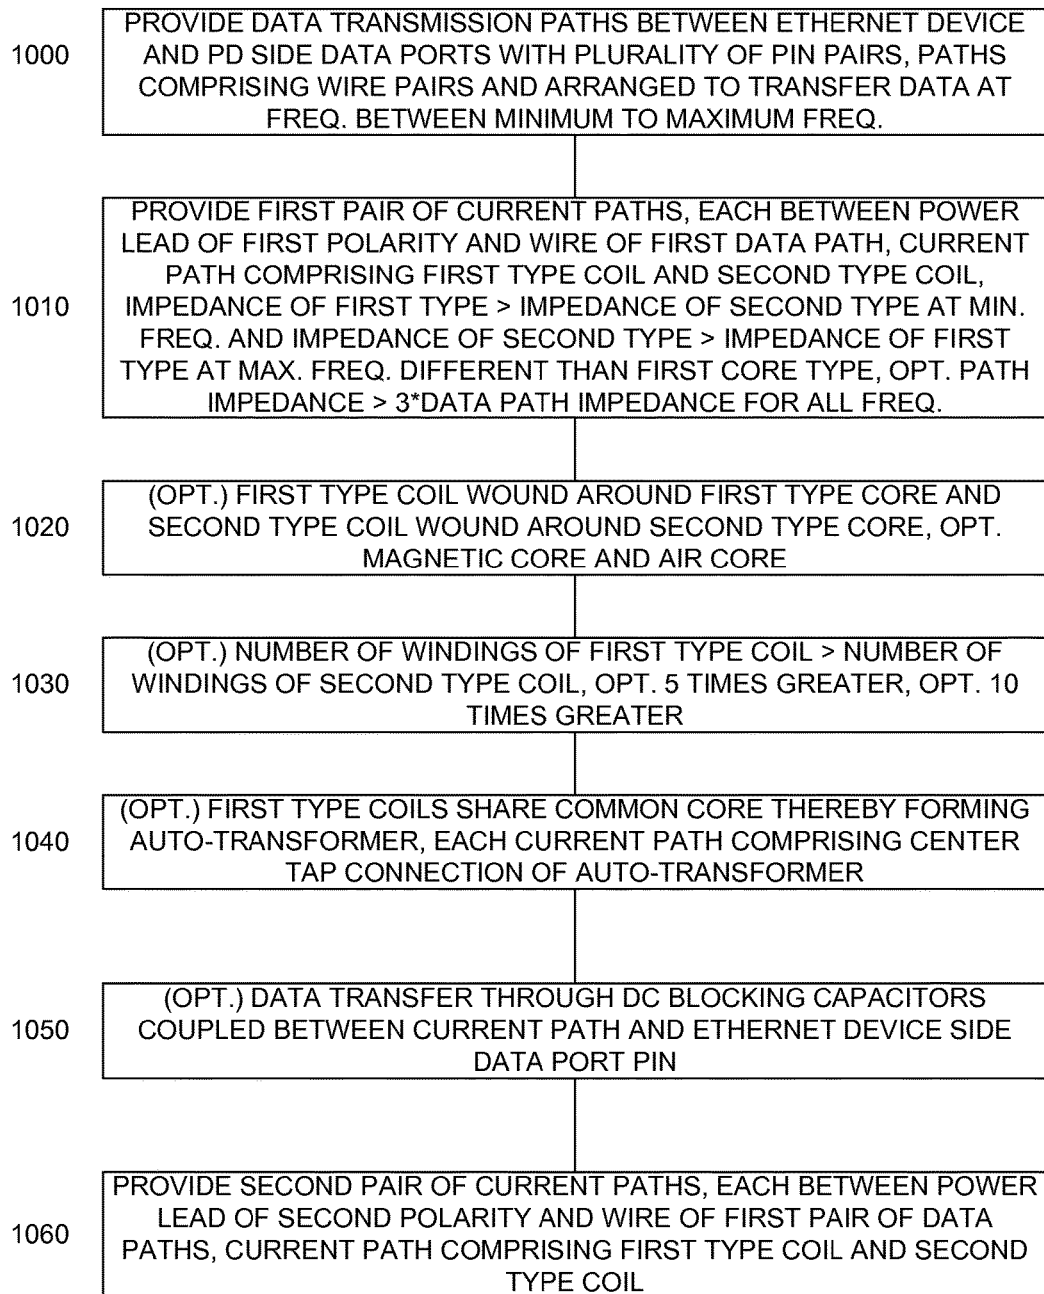 PROVIDE DATA TRANSMISSION PATHS BETWEEN ETHERNET DEVICE
1000 AND PD SIDE DATA PORTS WITH PLURALITY OF PIN PAIRS, PATHS
COMPRISING WIRE PAIRS AND ARRANGED TO TRANSFER DATA AT
FREQ. BETWEEN MINIMUM TO MAXIMUM FREQ.
PROVIDE FIRST PAIR OF CURRENT PATHS, EACH BETWEEN POWER
LEAD OF FIRST POLARITY AND WIRE OF FIRST DATA PATH, CURRENT
PATH COMPRISING FIRST TYPE COIL AND SECOND TYPE COIL,
1010 IMPEDANCE OF FIRST TYPE > IMPEDANCE OF SECOND TYPE AT MIN.
FREQ. AND IMPEDANCE OF SECOND TYPE > IMPEDANCE OF FIRST
TYPE AT MAX. FREQ. DIFFERENT THAN FIRST CORE TYPE, OPT. PATH
IMPEDANCE > 3*DATA PATH IMPEDANCE FOR ALL FREQ.
(OPT.) FIRST TYPE COIL WOUND AROUND FIRST TYPE CORE AND
1020 SECOND TYPE COIL WOUND AROUND SECOND TYPE CORE, OPT.
MAGNETIC CORE AND AIR CORE
(OPT.) NUMBER OF WINDINGS OF FIRST TYPE COIL > NUMBER OF
1030 WINDINGS OF SECOND TYPE COIL, OPT. 5 TIMES GREATER, OPT. 10
TIMES GREATER
(OPT.) FIRST TYPE COILS SHARE COMMON CORE THEREBY FORMING
1040 AUTO-TRANSFORMER, EACH CURRENT PATH COMPRISING CENTER
TAP CONNECTION OF AUTO-TRANSFORMER
(OPT.) DATA TRANSFER THROUGH DC BLOCKING CAPACITORS
1050 COUPLED BETWEEN CURRENT PATH AND ETHERNET DEVICE SIDE
DATA PORT PIN
PROVIDE SECOND PAIR OF CURRENT PATHS, EACH BETWEEN POWER
1060 LEAD OF SECOND POLARITY AND WIRE OF FIRST PAIR OF DATA
PATHS, CURRENT PATH COMPRISING FIRST TYPE COIL AND SECOND
TYPE COIL